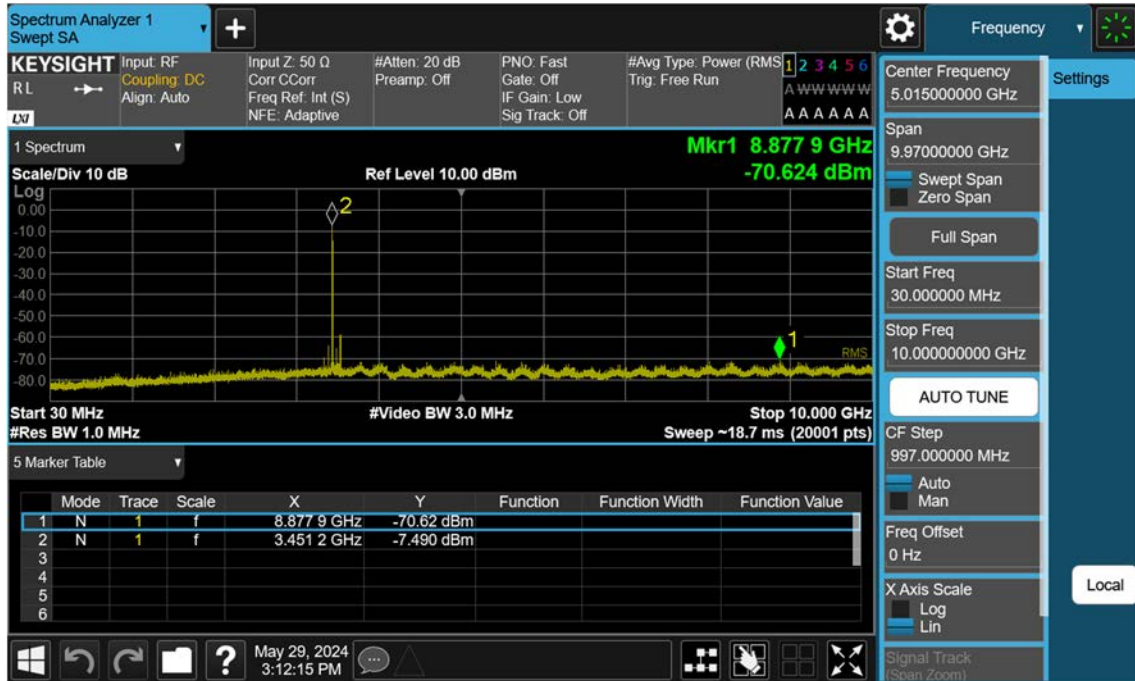 Spectrum Analyzer 1
Swept SA
Frequency
KEYSIGHT
R L
LXI
Input: RF
Coupling: DC
Align: Auto
Input Z: 50 Ω
Corr CCorr
Freq Ref: Int (S)
NFE: Adaptive
#Atten: 20 dB
Preamp: Off
PNO: Fast
Gate: Off
IF Gain: Low
Sig Track: Off
#Avg Type: Power (RMS
Trig: Free Run
1 2 3 4 5 6
A W W W W W
A A A A A A
1 Spectrum
Mkr1 8.877 9 GHz
Scale/Div 10 dB
Ref Level 10.00 dBm
-70.624 dBm
Log
0.00
-10.0
-20.0
-30.0
-40.0
-50.0
-60.0
-70.0
-80.0
2
1
RMS
Start 30 MHz
#Video BW 3.0 MHz
Stop 10.000 GHz
#Res BW 1.0 MHz
Sweep ~18.7 ms (20001 pts)
5 Marker Table
Mode Trace Scale X Y Function Function Width Function Value
1 N 1 f 8.877 9 GHz -70.62 dBm
2 N 1 f 3.451 2 GHz -7.490 dBm
3
4
5
6
Center Frequency
5.015000000 GHz
Span
9.97000000 GHz
Swept Span
Zero Span
Full Span
Start Freq
30.000000 MHz
Stop Freq
10.000000000 GHz
AUTO TUNE
CF Step
997.000000 MHz
Auto
Man
Freq Offset
0 Hz
X Axis Scale
Log
Lin
Signal Track
(Span Zoom)
Settings
Local
?
May 29, 2024
3:12:15 PM